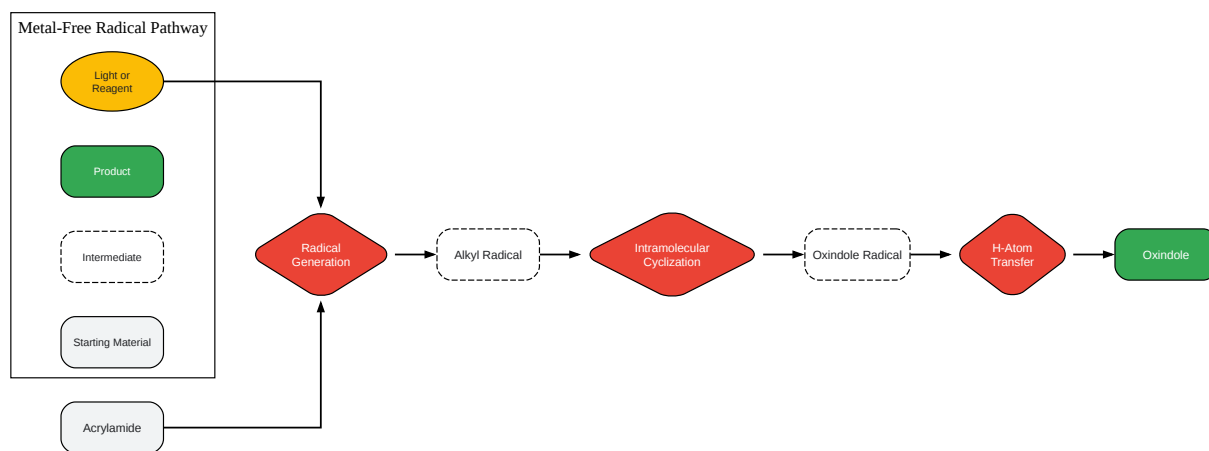 Metal-Free Radical Pathway
Light or
Reagent
Product
Intermediate
Starting Material
Acrylamide
Radical
Generation
Alkyl Radical
Intramolecular
Cyclization
Oxindole Radical
H-Atom
Transfer
Oxindole